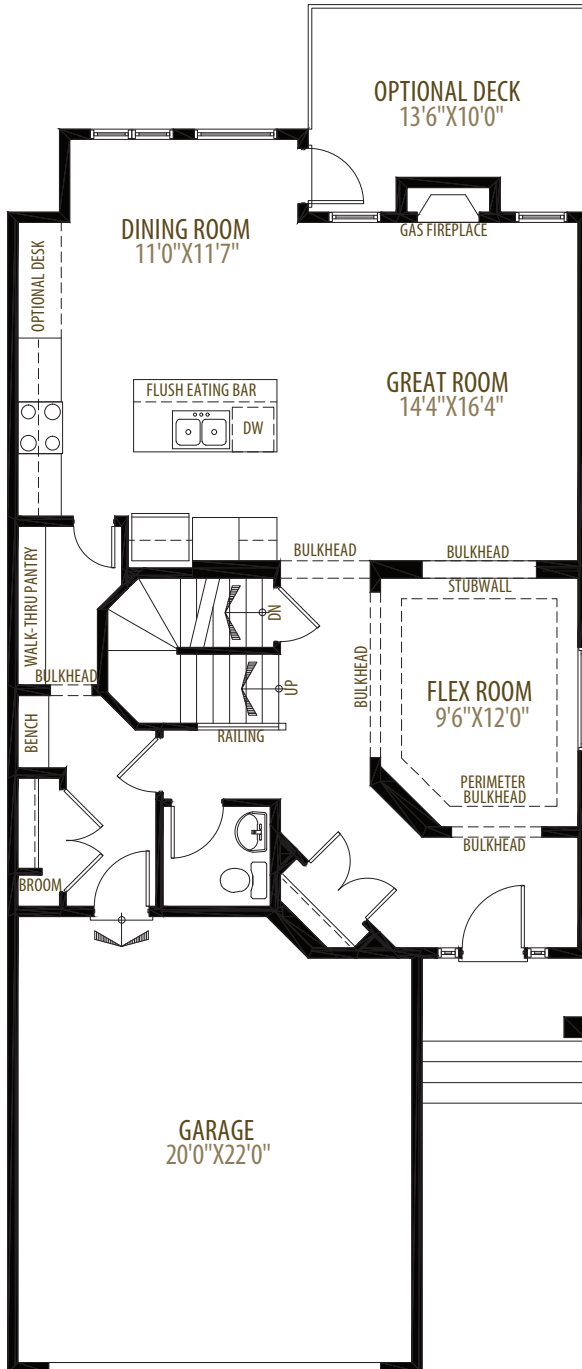 OPTIONAL DECK
13'6"X10'0"
DINING ROOM
11'0"X11'7"
GAS FIREPLACE
OPTIONAL DESK
GREAT ROOM
14'4"X16'4"
FLUSH EATING BAR
DW
BULKHEAD
BULKHEAD
STUBWALL
WALK-THRU PANTRY
DN
BULKHEAD
BULKHEAD
UP
FLEX ROOM
9'6"X12'0"
BENCH
RAILING
PERIMETER
BULKHEAD
BULKHEAD
BROOM
GARAGE
20'0"X22'0"